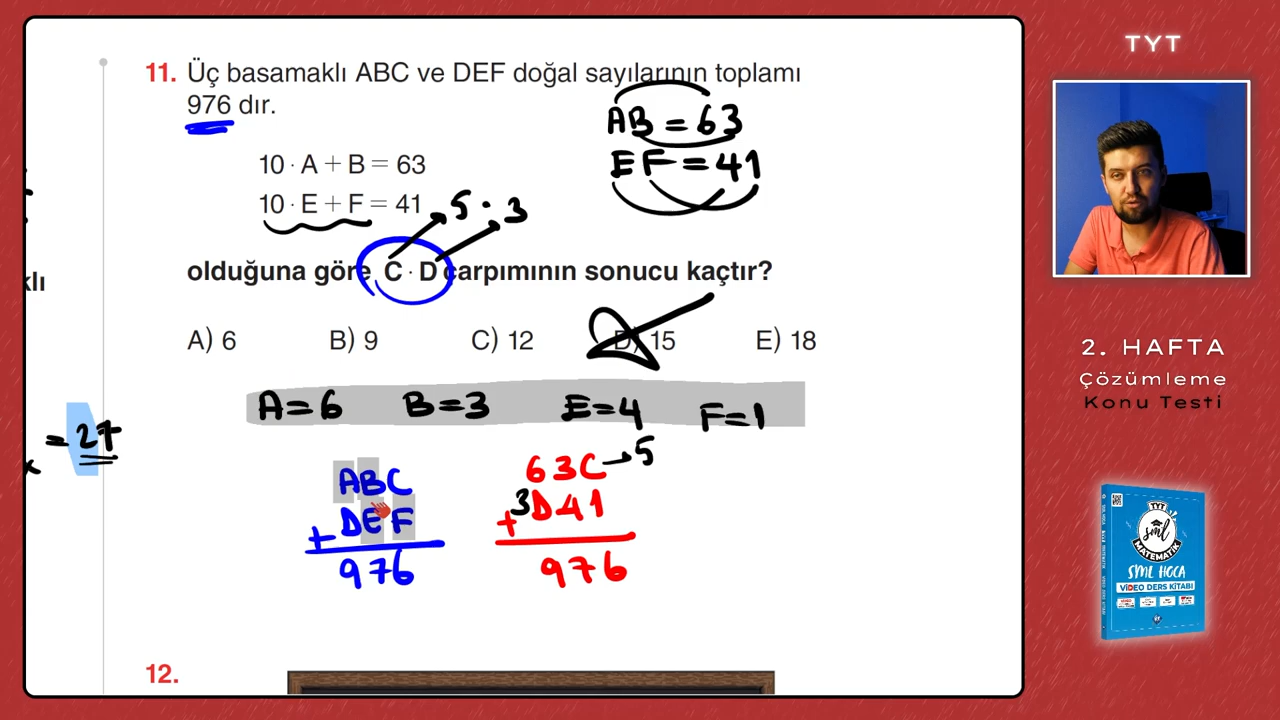 11. Üç basamaklı ABC ve DEF doğal sayılarının toplamı
976 dır.
AB = 63
10 · A + B = 63
EF = 41
10 · E + F = 41
5 · 3
olduğuna göre C · D çarpımının sonucu kaçtır?
A) 6 B) 9 C) 12 D) 15 E) 18
A=6 B=3 E=4 F=1
= 27
ABC
+ DEF
976
63C → 5
+ 3D41
976
12.
TYT
2. HAFTA
Çözümleme
Konu Testi
TYT
SML
MATEMATİK
SML HOCA
VİDEO DERS KİTABI